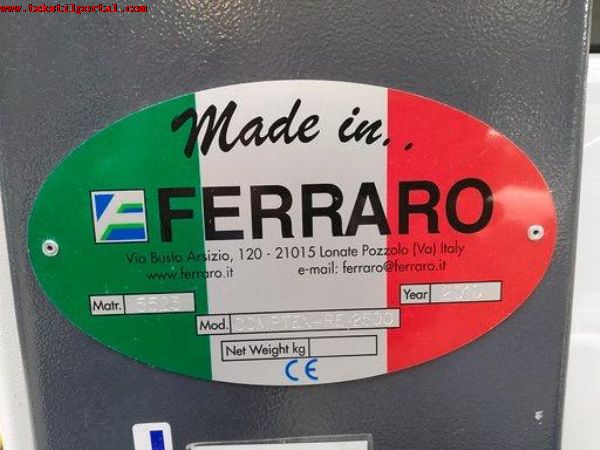 www.tekstilportal.com
Made in..
FERRARO
Via Busto Arsizio, 120 - 21015 Lonate Pozzolo (Va) Italy
www.ferraro.it e-mail: ferraro@ferraro.it
Matr. Year
Mod.
Net Weight kg
CE